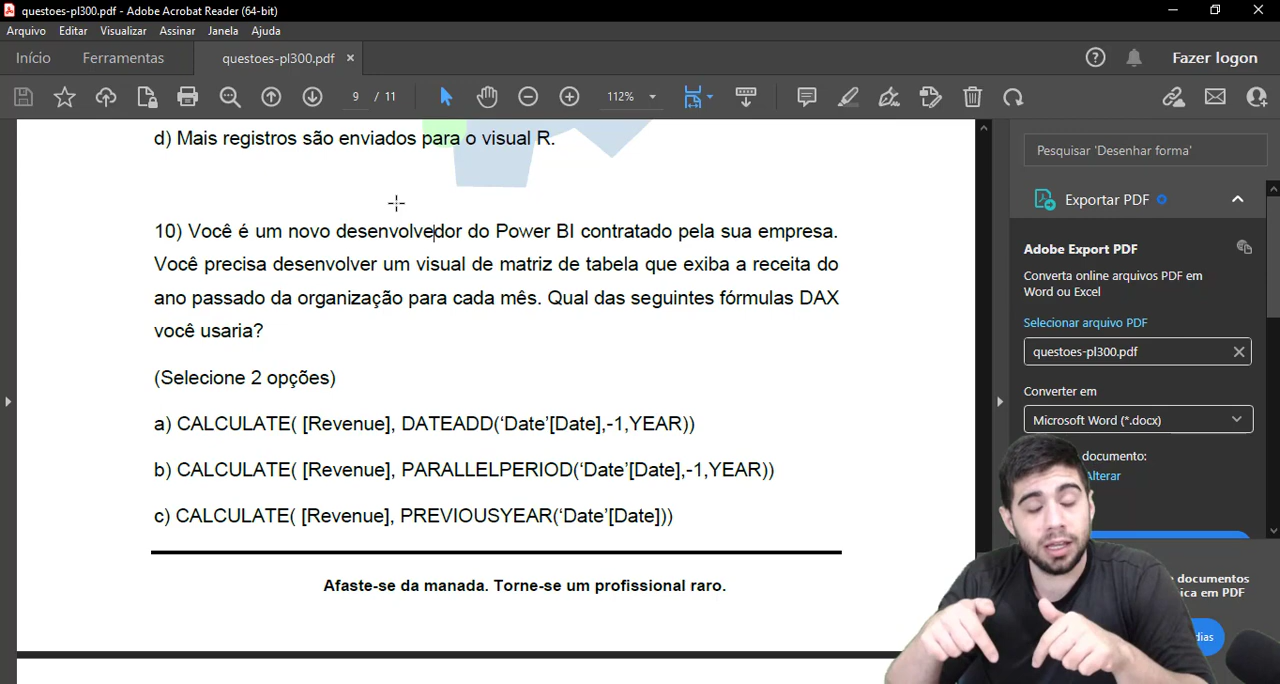 questoes-pl300.pdf - Adobe Acrobat Reader (64-bit)
Arquivo Editar Visualizar Assinar Janela Ajuda
Início Ferramentas questoes-pl300.pdf × Fazer logon
9 / 11 112%
d) Mais registros são enviados para o visual R.
10) Você é um novo desenvolvedor do Power BI contratado pela sua empresa.
Você precisa desenvolver um visual de matriz de tabela que exiba a receita do
ano passado da organização para cada mês. Qual das seguintes fórmulas DAX
você usaria?
(Selecione 2 opções)
a) CALCULATE( [Revenue], DATEADD(‘Date’[Date],-1,YEAR))
b) CALCULATE( [Revenue], PARALLELPERIOD(‘Date’[Date],-1,YEAR))
c) CALCULATE( [Revenue], PREVIOUSYEAR(‘Date’[Date]))
Afaste-se da manada. Torne-se um profissional raro.
Pesquisar 'Desenhar forma'
Exportar PDF
Adobe Export PDF
Converta online arquivos PDF em
Word ou Excel
Selecionar arquivo PDF
questoes-pl300.pdf
Converter em
Microsoft Word (*.docx)
documento:
Alterar
documentos
ica em PDF
dias